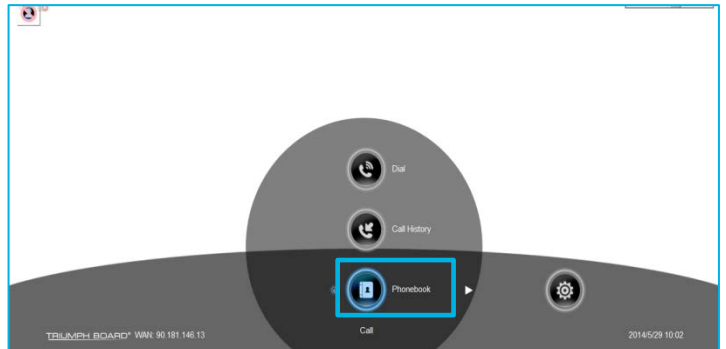 Dial
Call History
Phonebook
Call
TRIUMPH BOARD® WAN: 90.181.146.13
2014/5/29 10:02